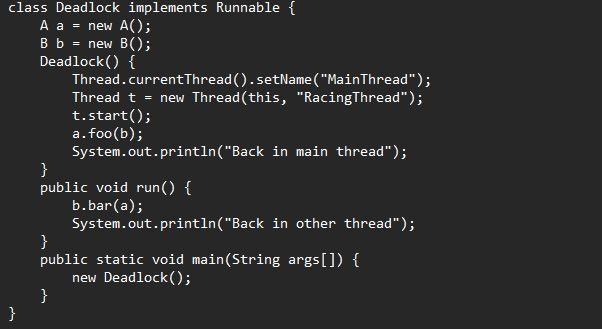 class Deadlock implements Runnable {
    A a = new A();
    B b = new B();
    Deadlock() {
        Thread.currentThread().setName("MainThread");
        Thread t = new Thread(this, "RacingThread");
        t.start();
        a.foo(b);
        System.out.println("Back in main thread");
    }
    public void run() {
        b.bar(a);
        System.out.println("Back in other thread");
    }
    public static void main(String args[]) {
        new Deadlock();
    }
}